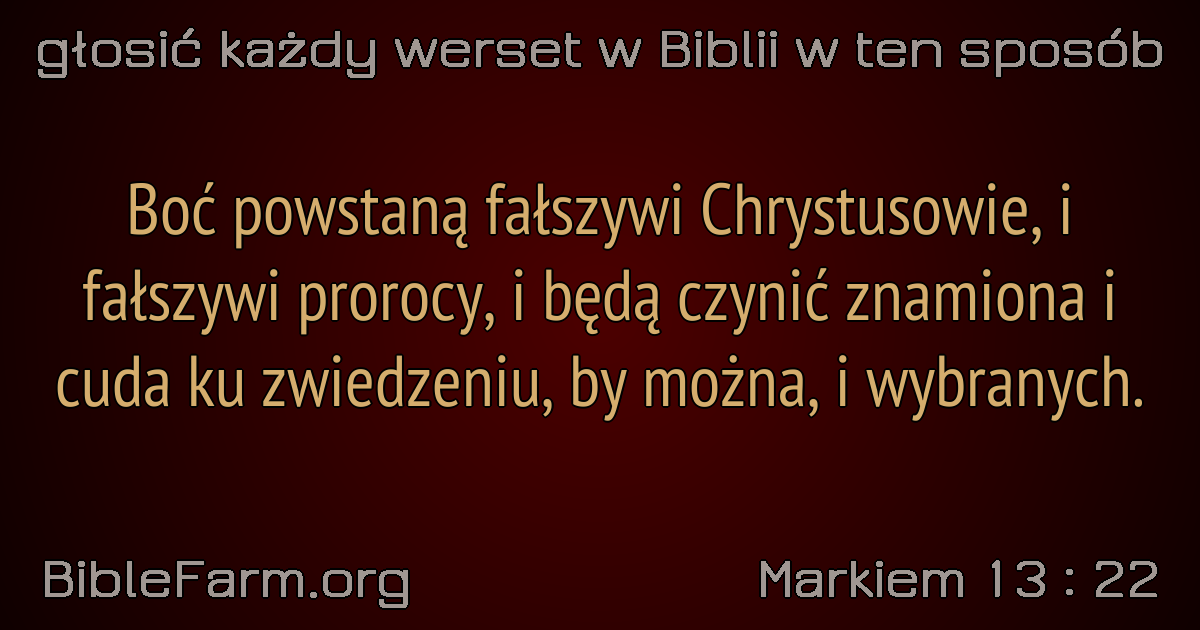 głosić każdy werset w Biblii w ten sposób
Boć powstaną fałszywi Chrystusowie, i
fałszywi prorocy, i będą czynić znamiona i
cuda ku zwiedzeniu, by można, i wybranych.
BibleFarm.org
Markiem 13 : 22